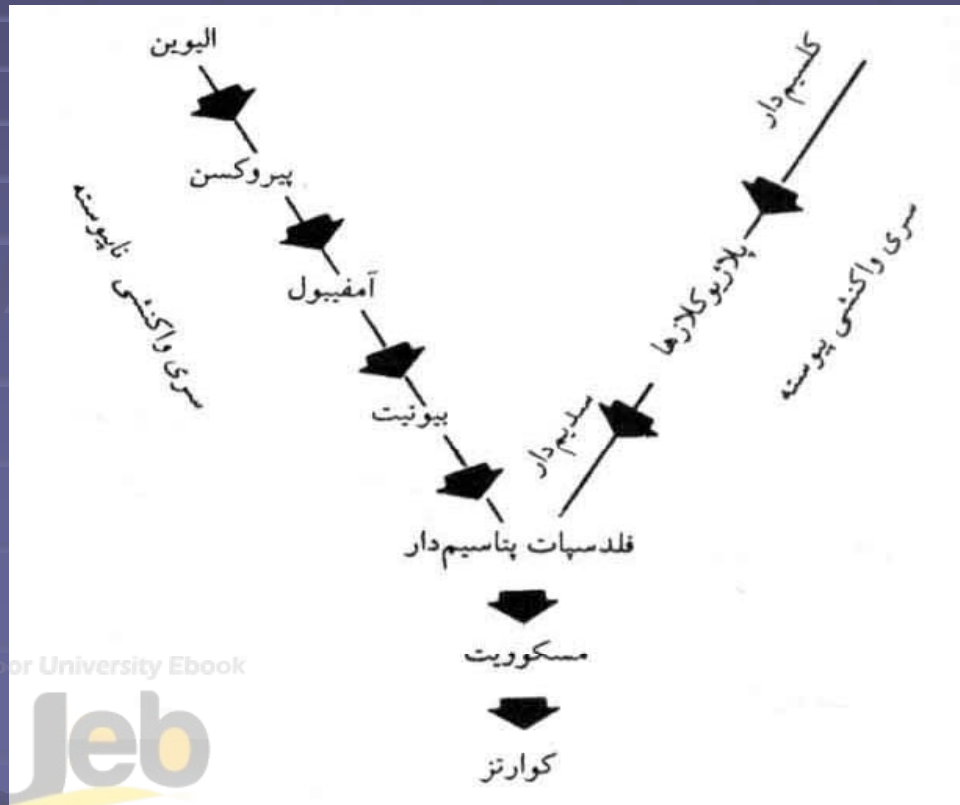 الیوین
کلسیم‌دار
پیروکسن
سری واکنشی ناپیوسته
پلاژیوکلازها
سری واکنشی پیوسته
آمفیبول
بیوتیت
سدیم‌دار
فلدسپات پتاسیم‌دار
مسکوویت
or University Ebook
Jeb
کوارتز